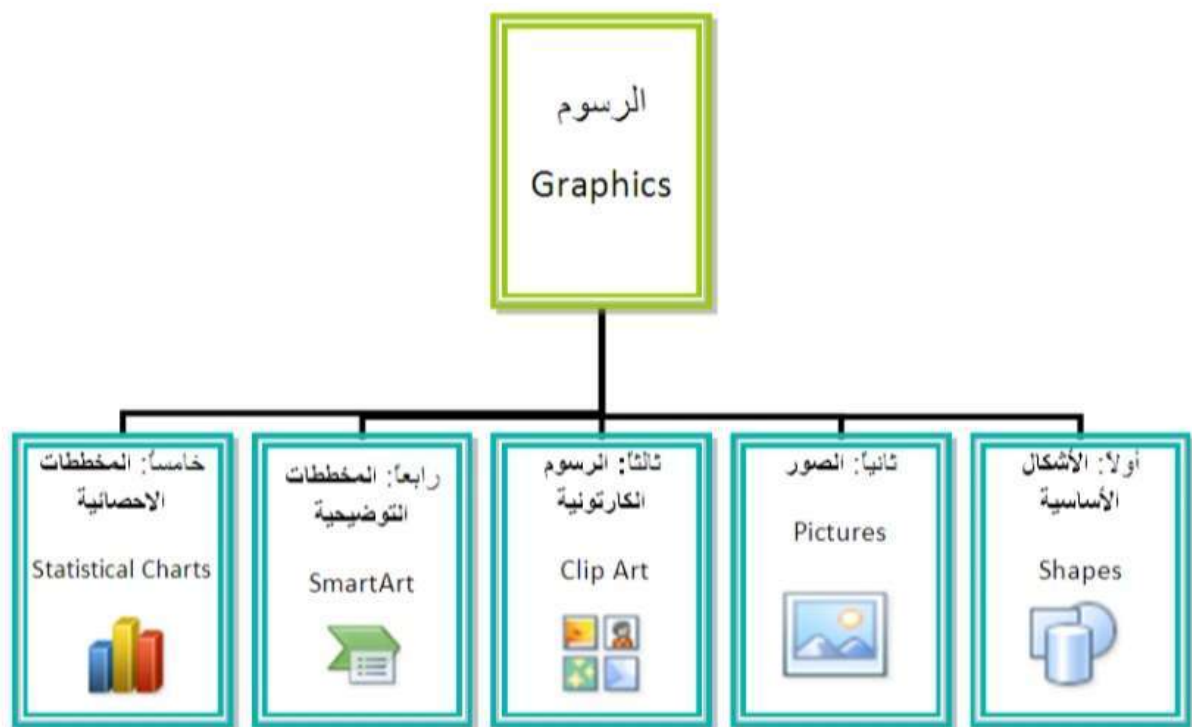 الرسوم
Graphics
أولاً: الأشكال
الأساسية
Shapes
ثانياً: الصور
Pictures
ثالثاً: الرسوم
الكارتونية
Clip Art
رابعاً: المخططات
التوضيحية
SmartArt
خامساً: المخططات
الاحصائية
Statistical Charts